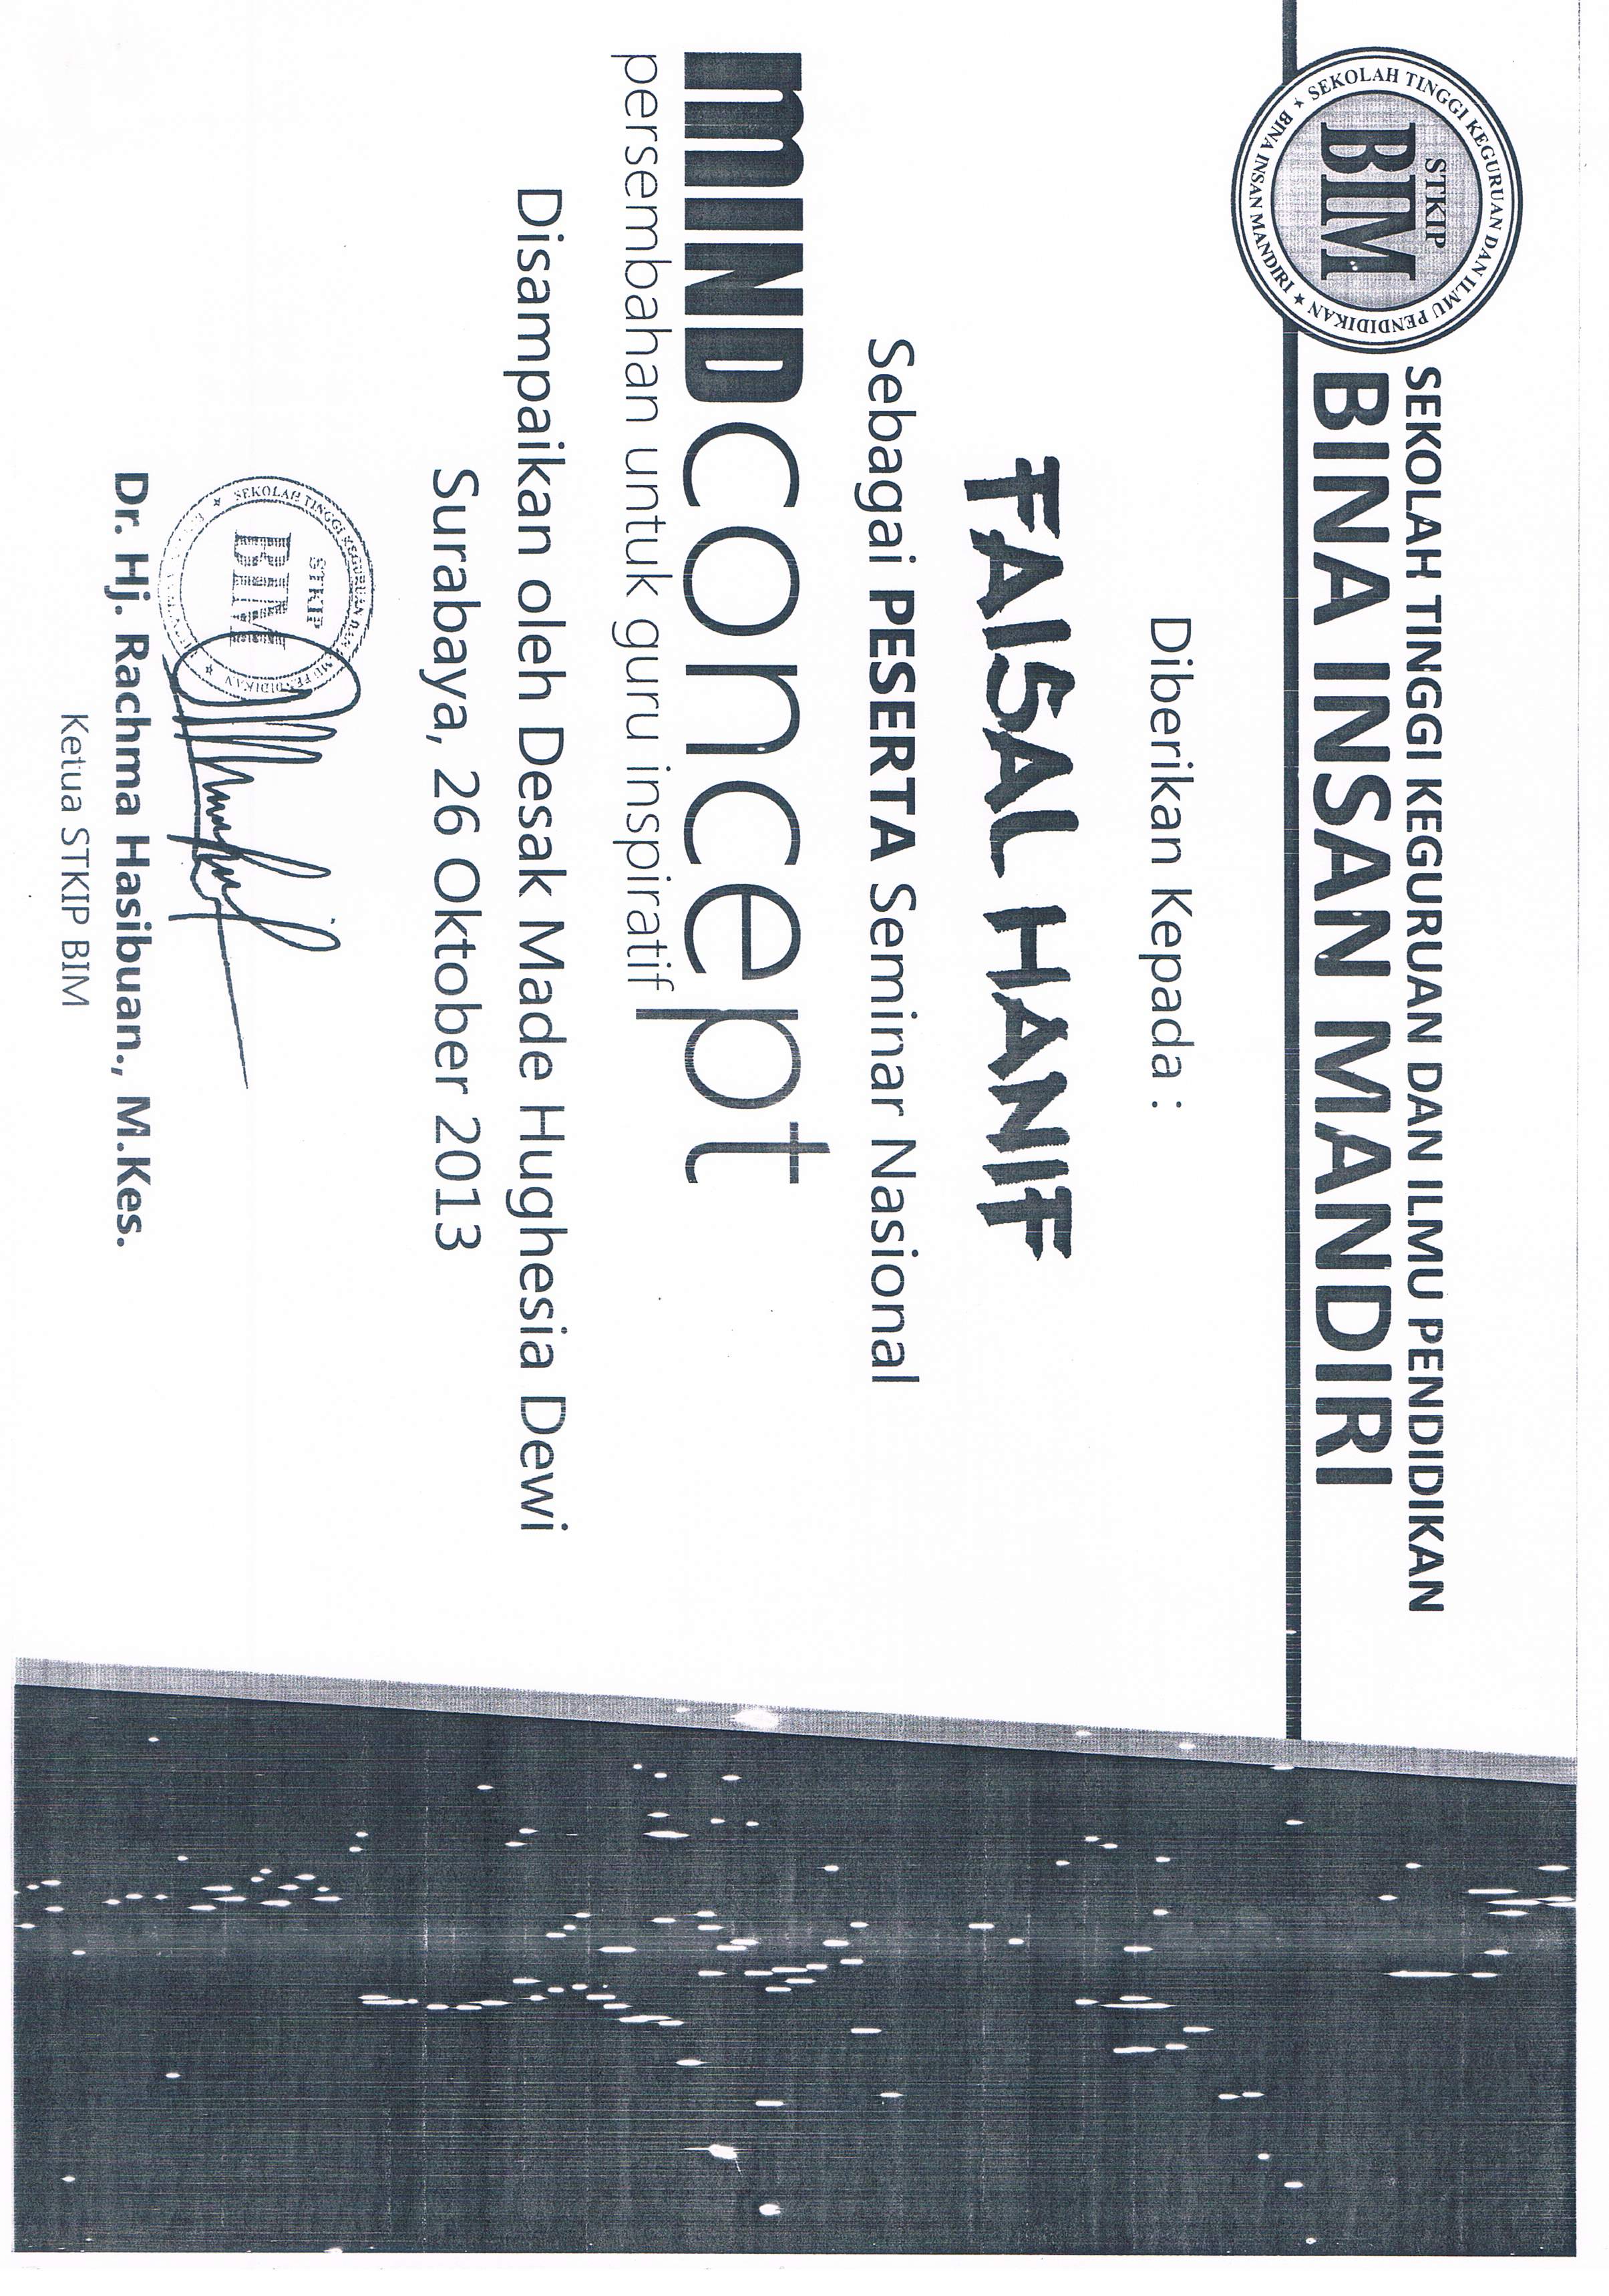 SEKOLAH TINGGI KEGURUAN DAN ILMU PENDIDIKAN
BINA INSAN MANDIRI
SEKOLAH TINGGI KEGURUAN DAN ILMU PENDIDIKAN
★ BINA INSAN MANDIRI ★
STKIP
BIM
Diberikan Kepada :
FAISAL HANIF
Sebagai PESERTA Seminar Nasional
mINDconcept
persembahan untuk guru inspiratif
Disampaikan oleh Desak Made Hughesia Dewi
Surabaya, 26 Oktober 2013
SEKOLAH TINGGI KEGURUAN DAN ILMU PENDIDIKAN
STKIP
BIM
Dr. Hj. Rachma Hasibuan., M.Kes.
Ketua STKIP BIM